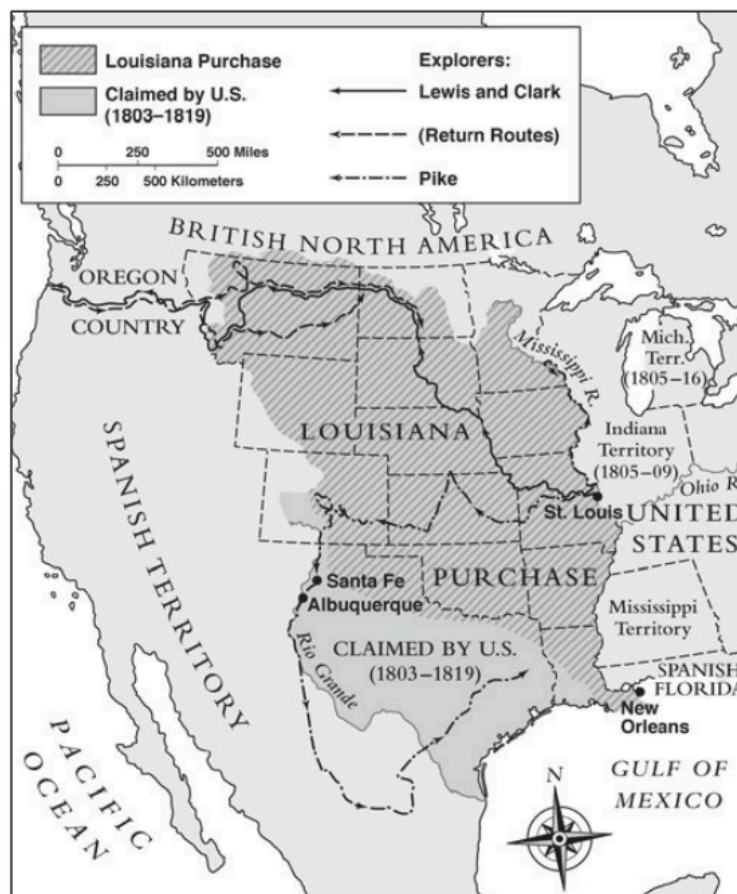 Louisiana Purchase
Claimed by U.S.
(1803–1819)
0 250 500 Miles
0 250 500 Kilometers
Explorers:
Lewis and Clark
(Return Routes)
Pike
BRITISH NORTH AMERICA
OREGON
COUNTRY
Mississippi R.
Mich.
Terr.
(1805–16)
Indiana
Territory
(1805–09)
Ohio R
LOUISIANA
PURCHASE
St. Louis
UNITED
STATES
SPANISH TERRITORY
Santa Fe
Albuquerque
Rio Grande
CLAIMED BY U.S.
(1803–1819)
Mississippi
Territory
SPANISH
FLORIDA
New
Orleans
PACIFIC
OCEAN
GULF OF
MEXICO
N